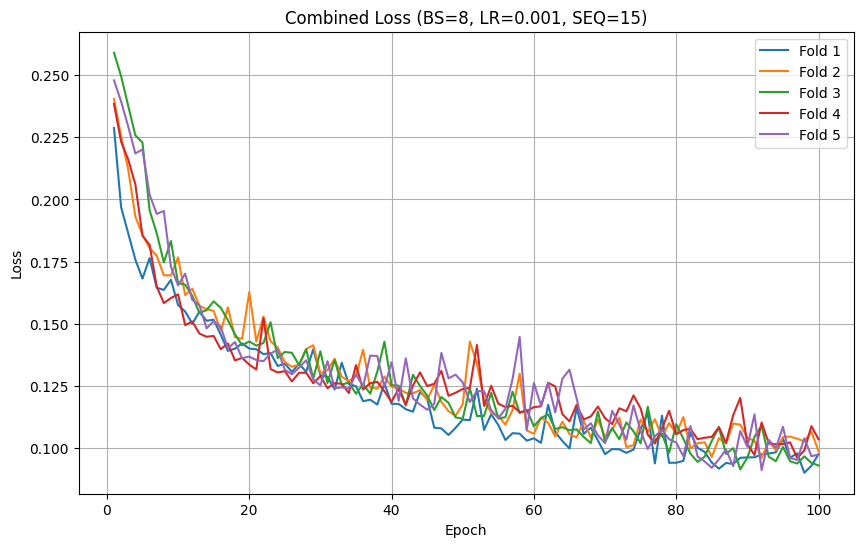 Combined Loss (BS=8, LR=0.001, SEQ=15)
Loss
0.250
0.225
0.200
0.175
0.150
0.125
0.100
0
20
40
60
80
100
Epoch
Fold 1
Fold 2
Fold 3
Fold 4
Fold 5